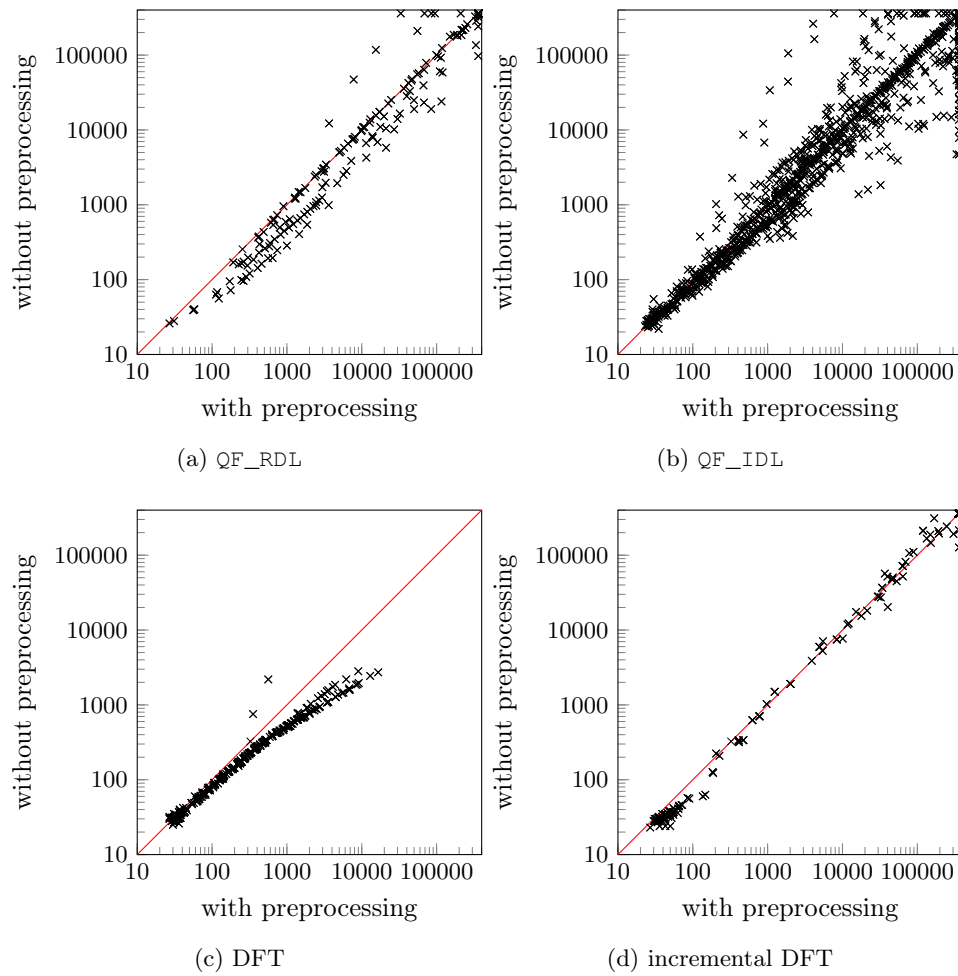 100000
10000
1000
100
10
without preprocessing
10 100 1000 10000 100000
with preprocessing
(a) QF_RDL
100000
10000
1000
100
10
without preprocessing
10 100 1000 10000 100000
with preprocessing
(b) QF_IDL
100000
10000
1000
100
10
without preprocessing
10 100 1000 10000 100000
with preprocessing
(c) DFT
100000
10000
1000
100
10
without preprocessing
10 100 1000 10000 100000
with preprocessing
(d) incremental DFT